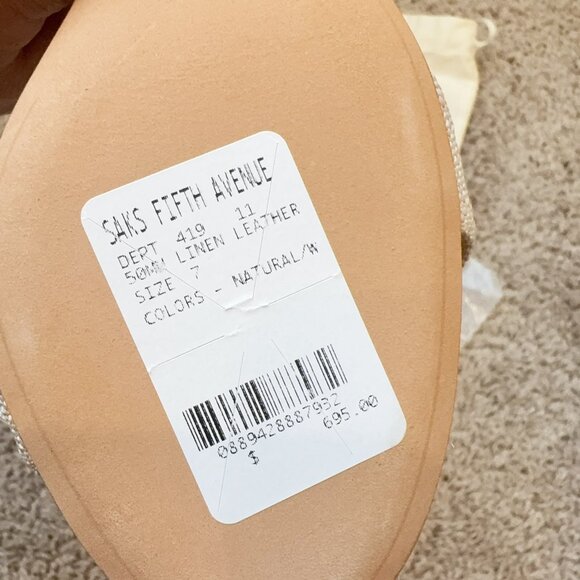 SAKS FIFTH AVENUE
DEPT 419 11
50MM LINEN LEATHER
SIZE 7
COLORS - NATURAL/W
0889428887932
$ 695.00